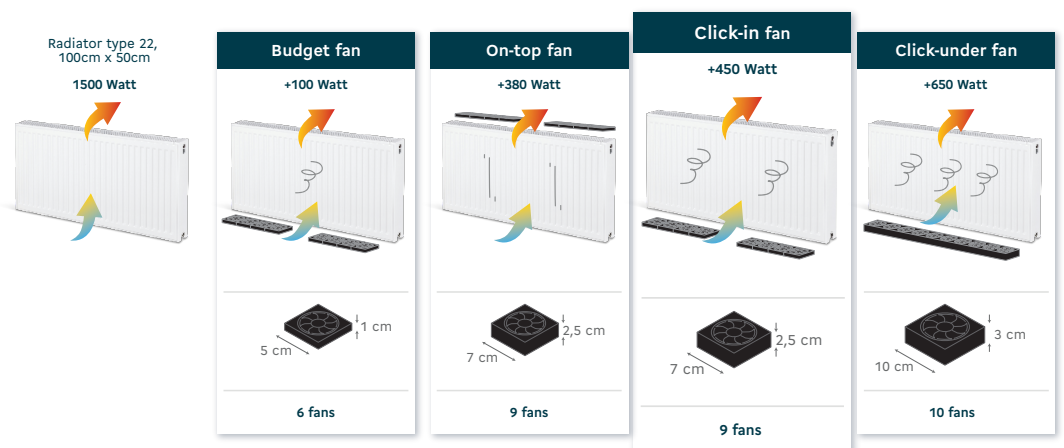 Radiator type 22,
100cm x 50cm
1500 Watt
Budget fan
+100 Watt
1 cm
5 cm
6 fans
On-top fan
+380 Watt
2,5 cm
7 cm
9 fans
Click-in fan
+450 Watt
2,5 cm
7 cm
9 fans
Click-under fan
+650 Watt
3 cm
10 cm
10 fans